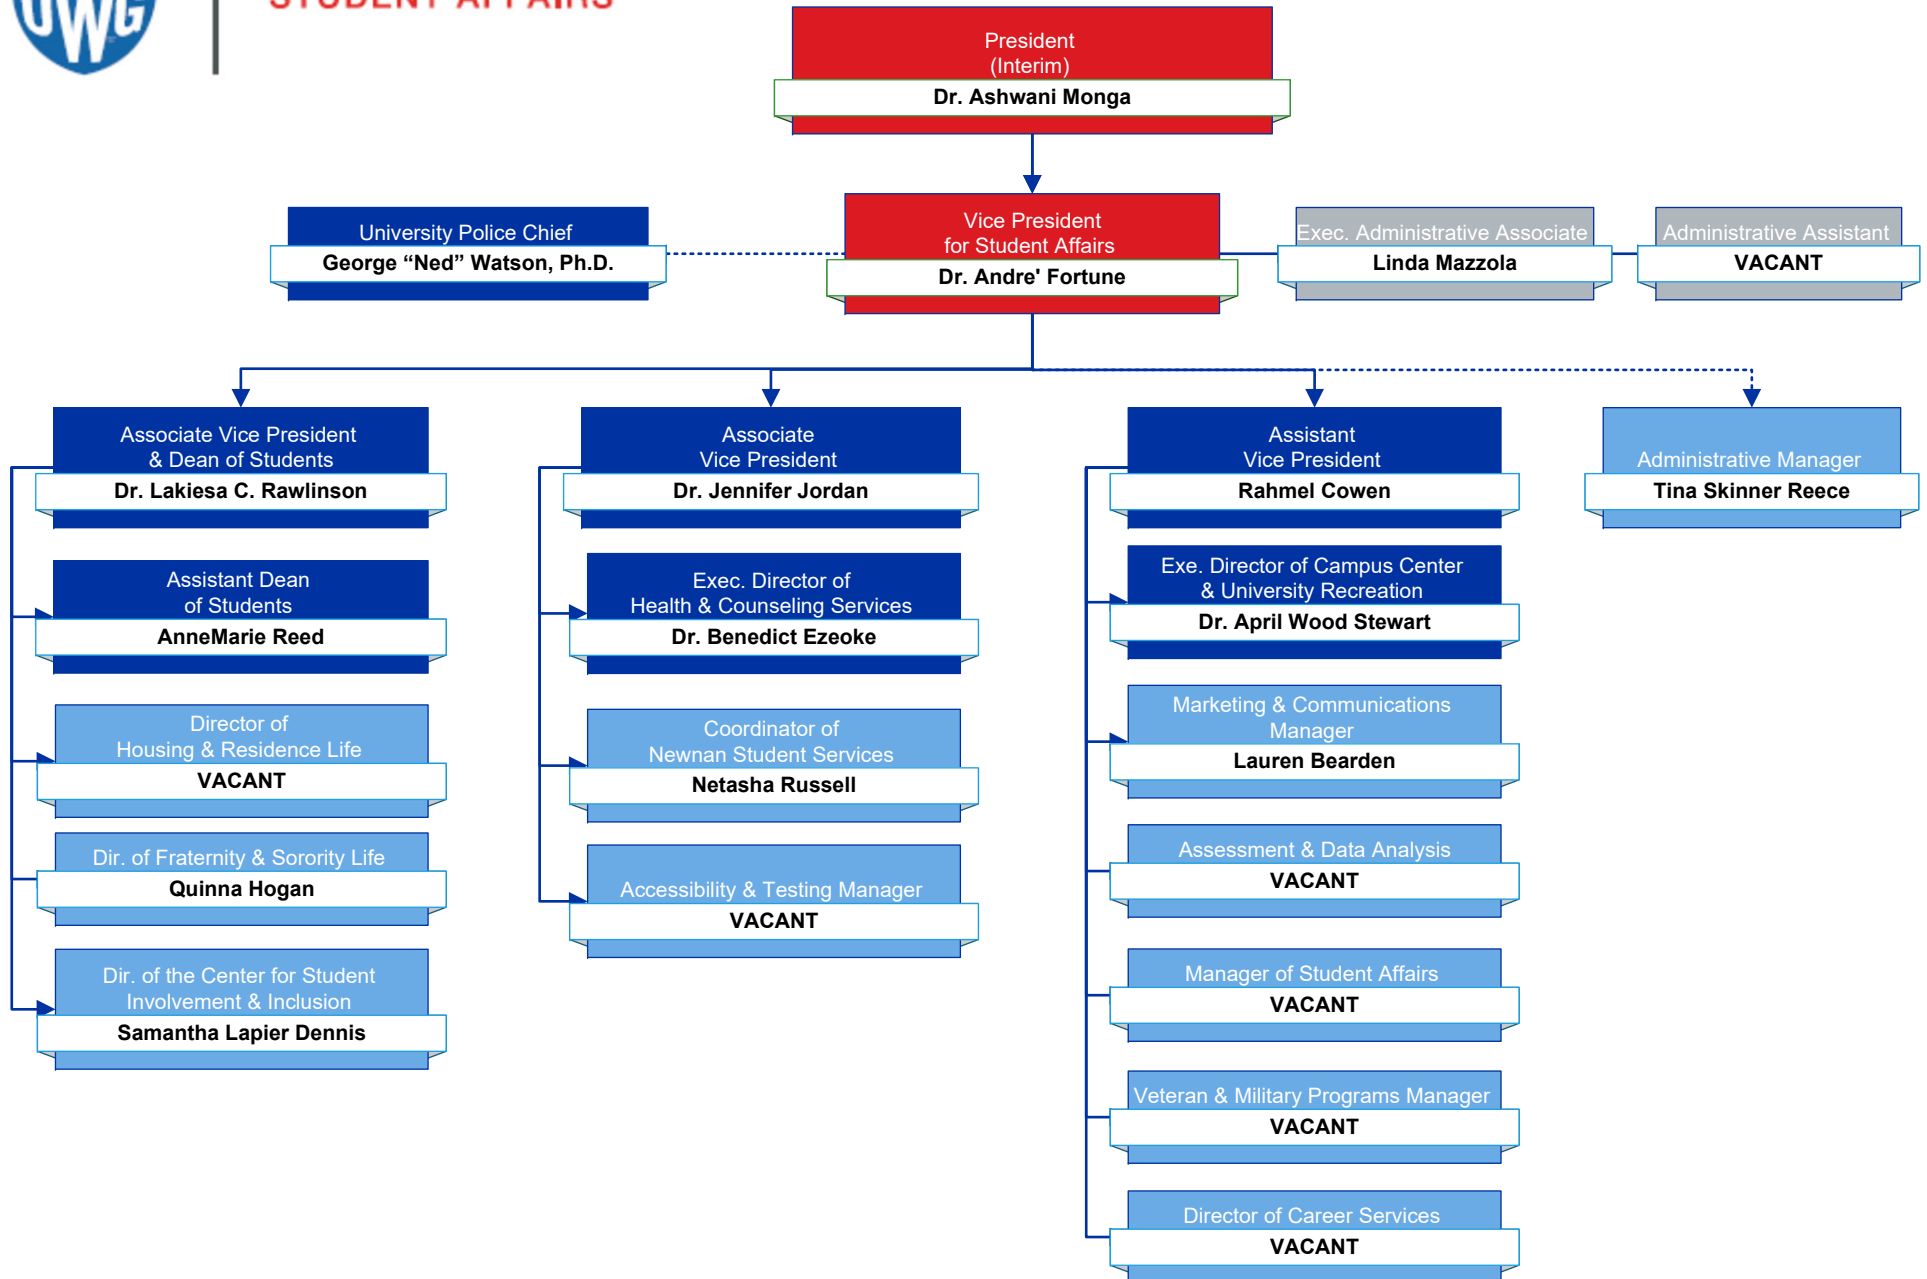 UWG
STUDENT AFFAIRS
President
(Interim)
Dr. Ashwani Monga
University Police Chief
George “Ned” Watson, Ph.D.
Vice President
for Student Affairs
Dr. Andre' Fortune
Exec. Administrative Associate
Linda Mazzola
Administrative Assistant
VACANT
Associate Vice President
& Dean of Students
Dr. Lakiesa C. Rawlinson
Assistant Dean
of Students
AnneMarie Reed
Director of
Housing & Residence Life
VACANT
Dir. of Fraternity & Sorority Life
Quinna Hogan
Dir. of the Center for Student
Involvement & Inclusion
Samantha Lapier Dennis
Associate
Vice President
Dr. Jennifer Jordan
Exec. Director of
Health & Counseling Services
Dr. Benedict Ezeoke
Coordinator of
Newnan Student Services
Netasha Russell
Accessibility & Testing Manager
VACANT
Assistant
Vice President
Rahmel Cowen
Exe. Director of Campus Center
& University Recreation
Dr. April Wood Stewart
Marketing & Communications
Manager
Lauren Bearden
Assessment & Data Analysis
VACANT
Manager of Student Affairs
VACANT
Veteran & Military Programs Manager
VACANT
Director of Career Services
VACANT
Administrative Manager
Tina Skinner Reece